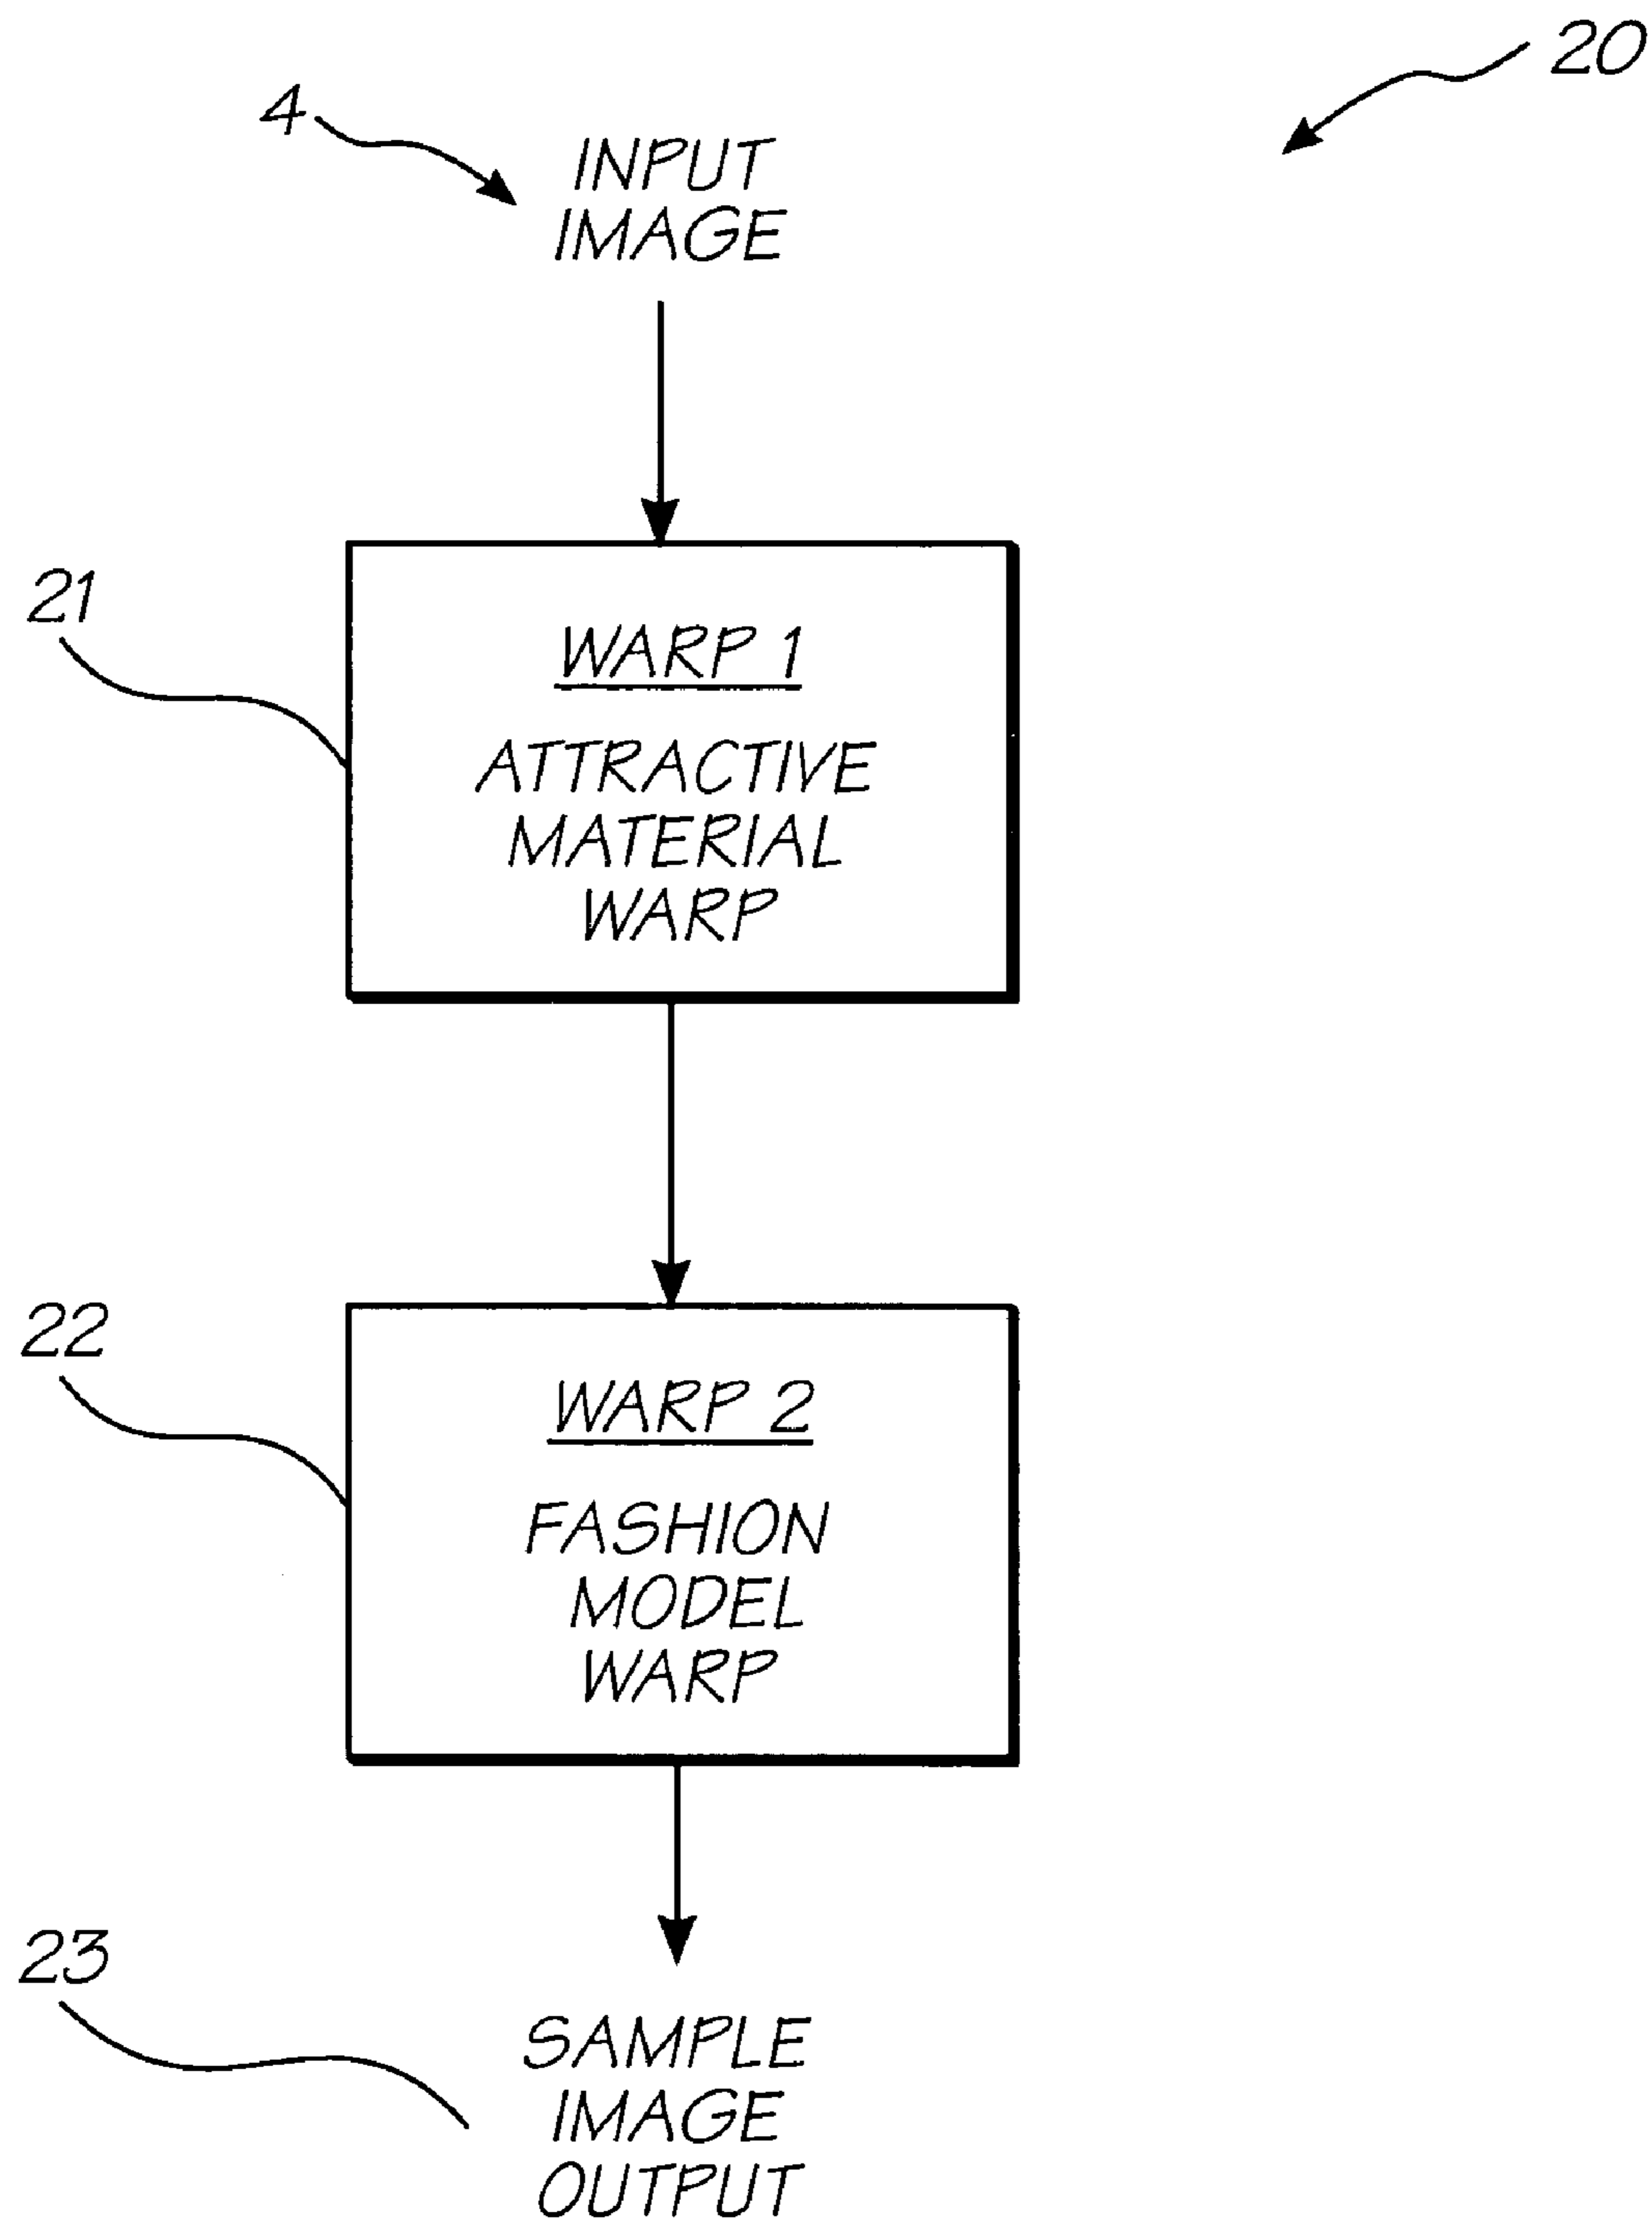 20
4
INPUT
IMAGE
21
WARP 1
ATTRACTIVE
MATERIAL
WARP
22
WARP 2
FASHION
MODEL
WARP
23
SAMPLE
IMAGE
OUTPUT